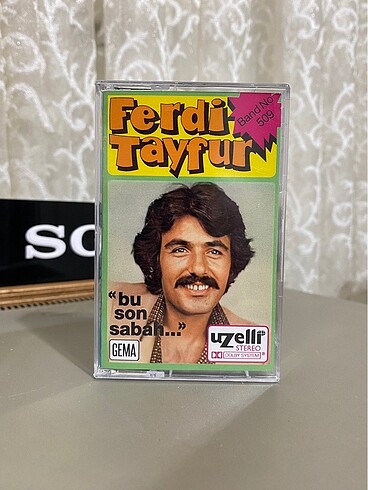 Ferdi
Tayfur
Band No
509
«bu
son
sabah...»
GEMA
uzelli
STEREO
DOLBY SYSTEM
SO